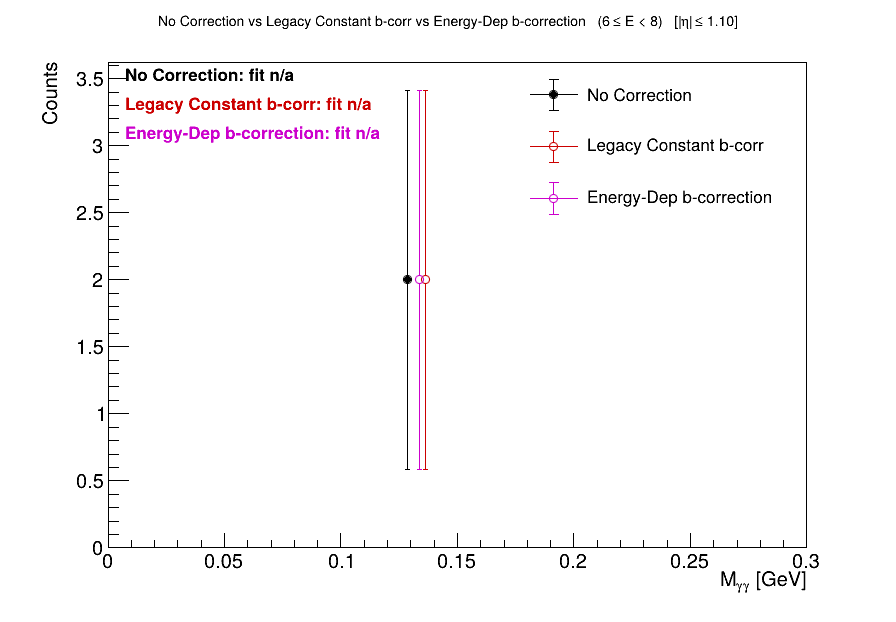 No Correction vs Legacy Constant b-corr vs Energy-Dep b-correction (6 ≤ E < 8) [|η| ≤ 1.10]
Counts
No Correction: fit n/a
Legacy Constant b-corr: fit n/a
Energy-Dep b-correction: fit n/a
No Correction
Legacy Constant b-corr
Energy-Dep b-correction
3.5
3
2.5
2
1.5
1
0.5
0
0 0.05 0.1 0.15 0.2 0.25 0.3
Mγγ [GeV]